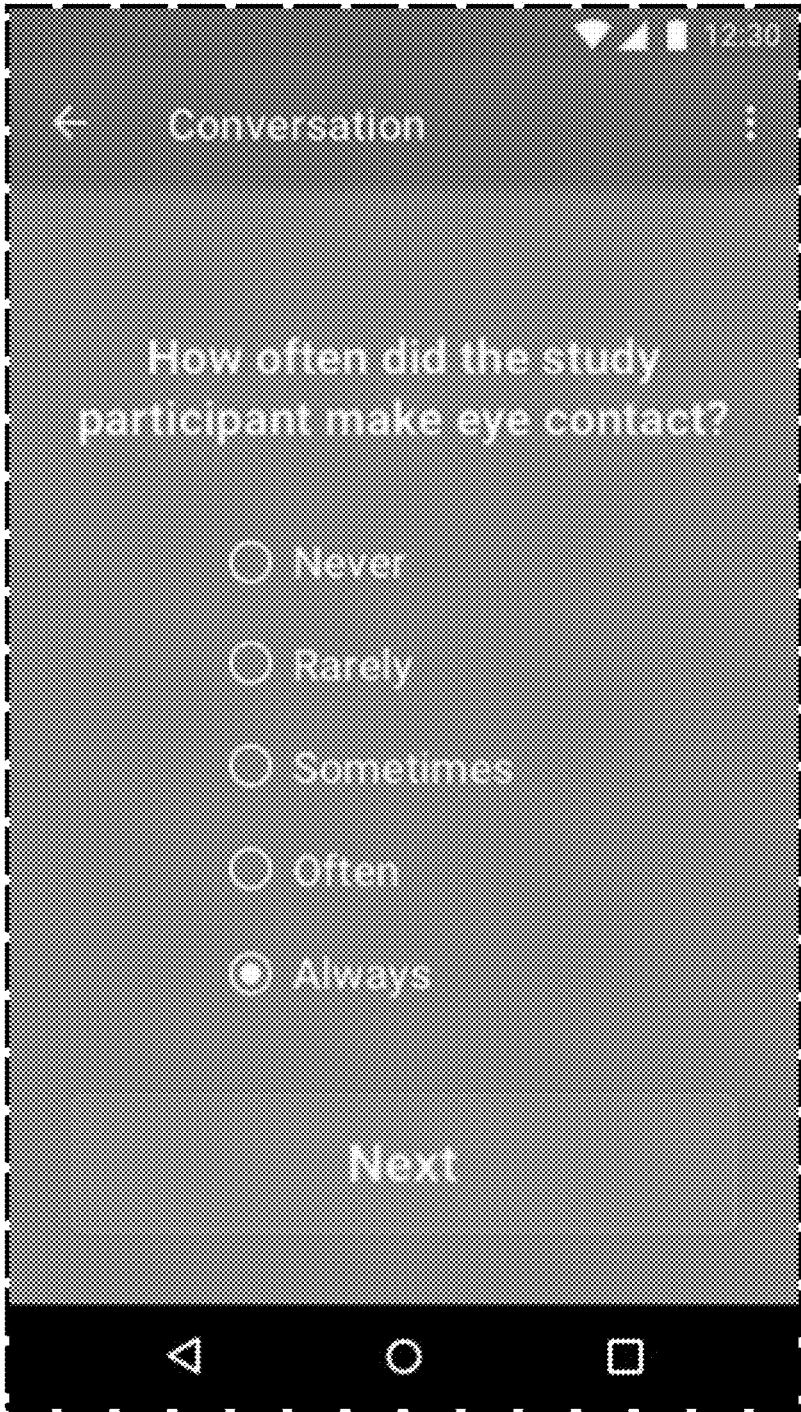 12:30
Conversation
How often did the study
participant make eye contact?
Never
Rarely
Sometimes
Often
Always
Next